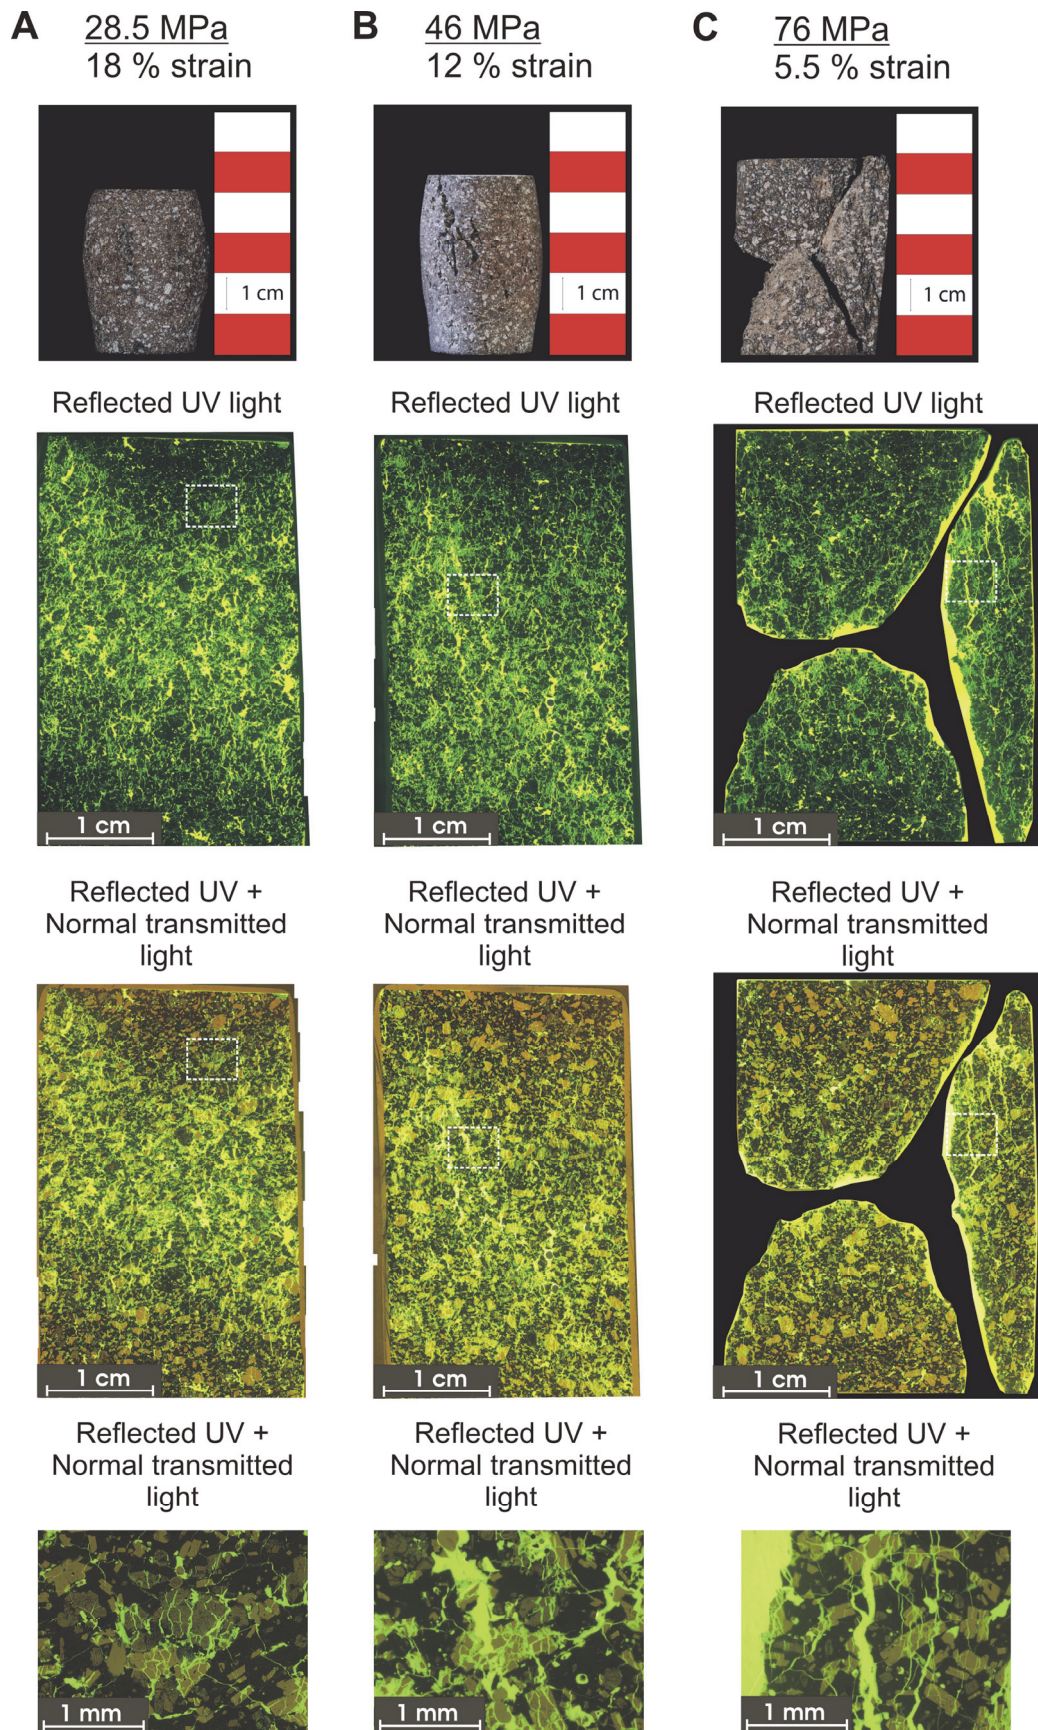 A 28.5 MPa
18 % strain
B 46 MPa
12 % strain
C 76 MPa
5.5 % strain
1 cm
1 cm
1 cm
Reflected UV light
Reflected UV light
Reflected UV light
1 cm
1 cm
1 cm
Reflected UV +
Normal transmitted
light
Reflected UV +
Normal transmitted
light
Reflected UV +
Normal transmitted
light
1 cm
1 cm
1 cm
Reflected UV +
Normal transmitted
light
Reflected UV +
Normal transmitted
light
Reflected UV +
Normal transmitted
light
1 mm
1 mm
1 mm